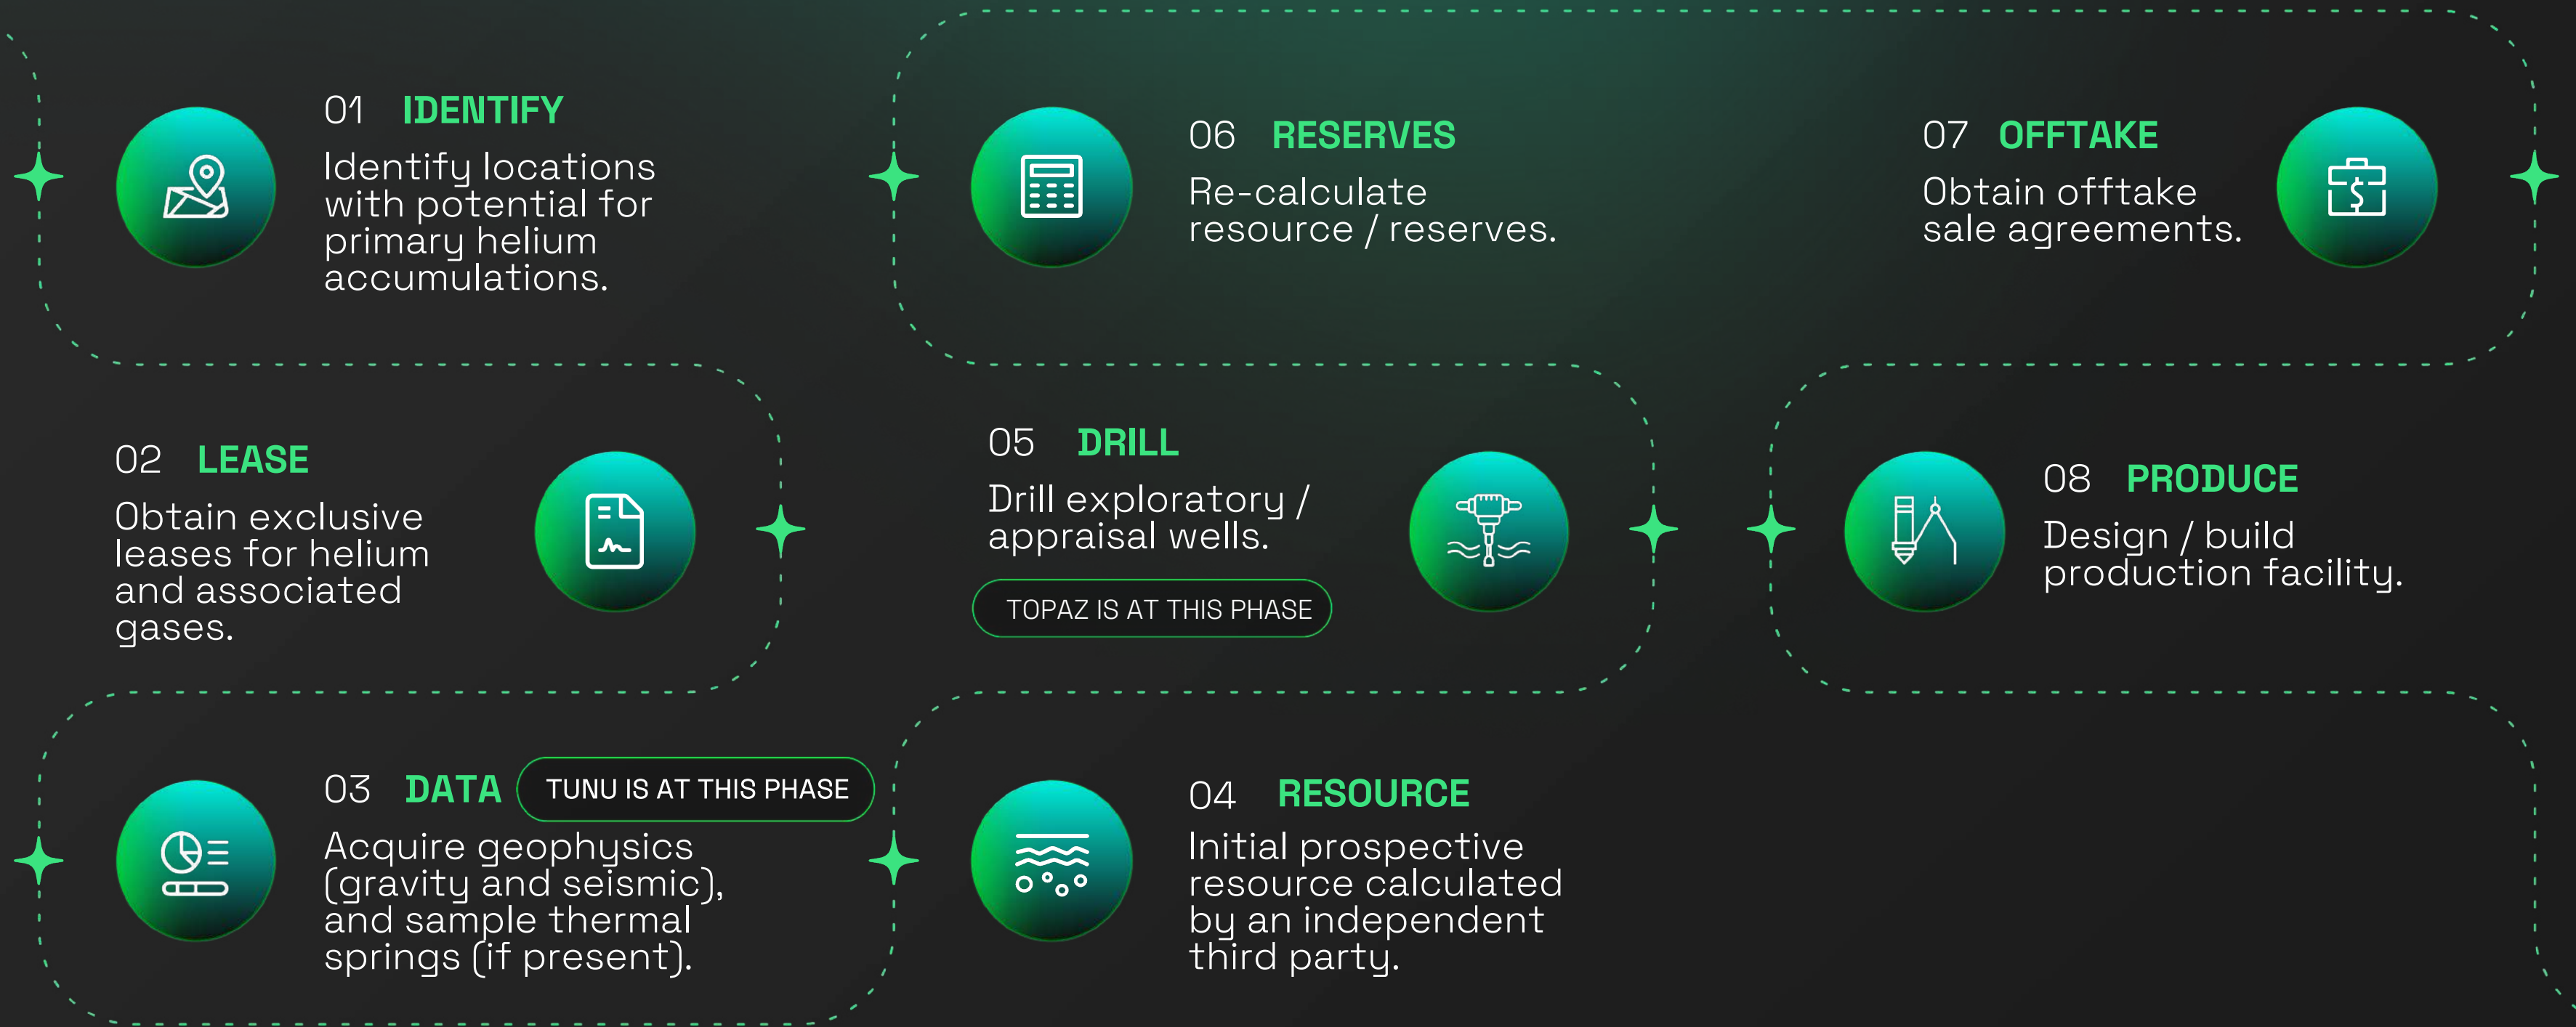 01 IDENTIFY
Identify locations
with potential for
primary helium
accumulations.
02 LEASE
Obtain exclusive
leases for helium
and associated
gases.
03 DATA
TUNU IS AT THIS PHASE
Acquire geophysics
(gravity and seismic),
and sample thermal
springs (if present).
04 RESOURCE
Initial prospective
resource calculated
by an independent
third party.
05 DRILL
Drill exploratory /
appraisal wells.
TOPAZ IS AT THIS PHASE
06 RESERVES
Re-calculate
resource / reserves.
07 OFFTAKE
Obtain offtake
sale agreements.
08 PRODUCE
Design / build
production facility.